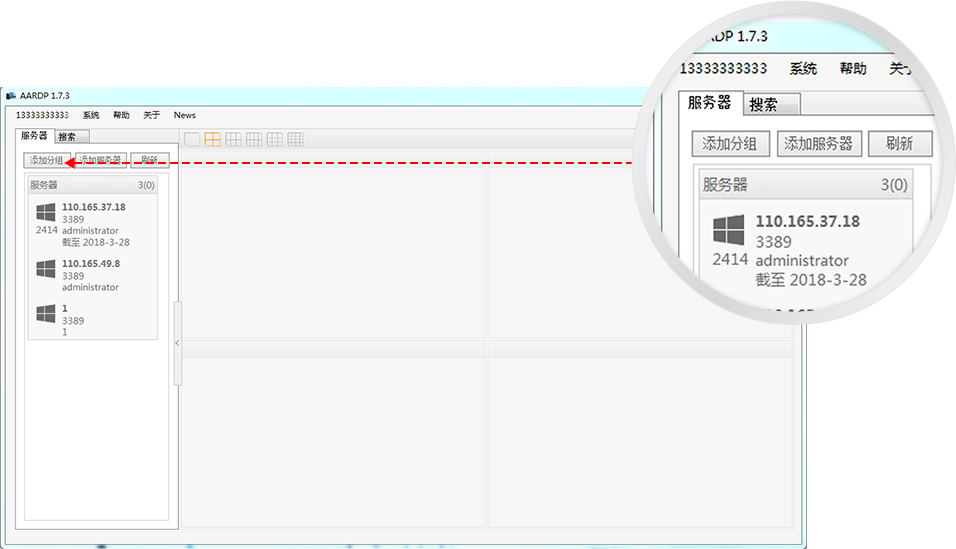 AARDP 1.7.3
13333333333 系统 帮助 关于 News
服务器 搜索
添加分组 添加服务器 刷新
服务器 3(0)
110.165.37.18
3389
2414 administrator
截至 2018-3-28
110.165.49.8
3389
administrator
1
3389
1
RDP 1.7.3
13333333333 系统 帮助 关于
服务器 搜索
添加分组 添加服务器 刷新
服务器 3(0)
110.165.37.18
3389
2414 administrator
截至 2018-3-28